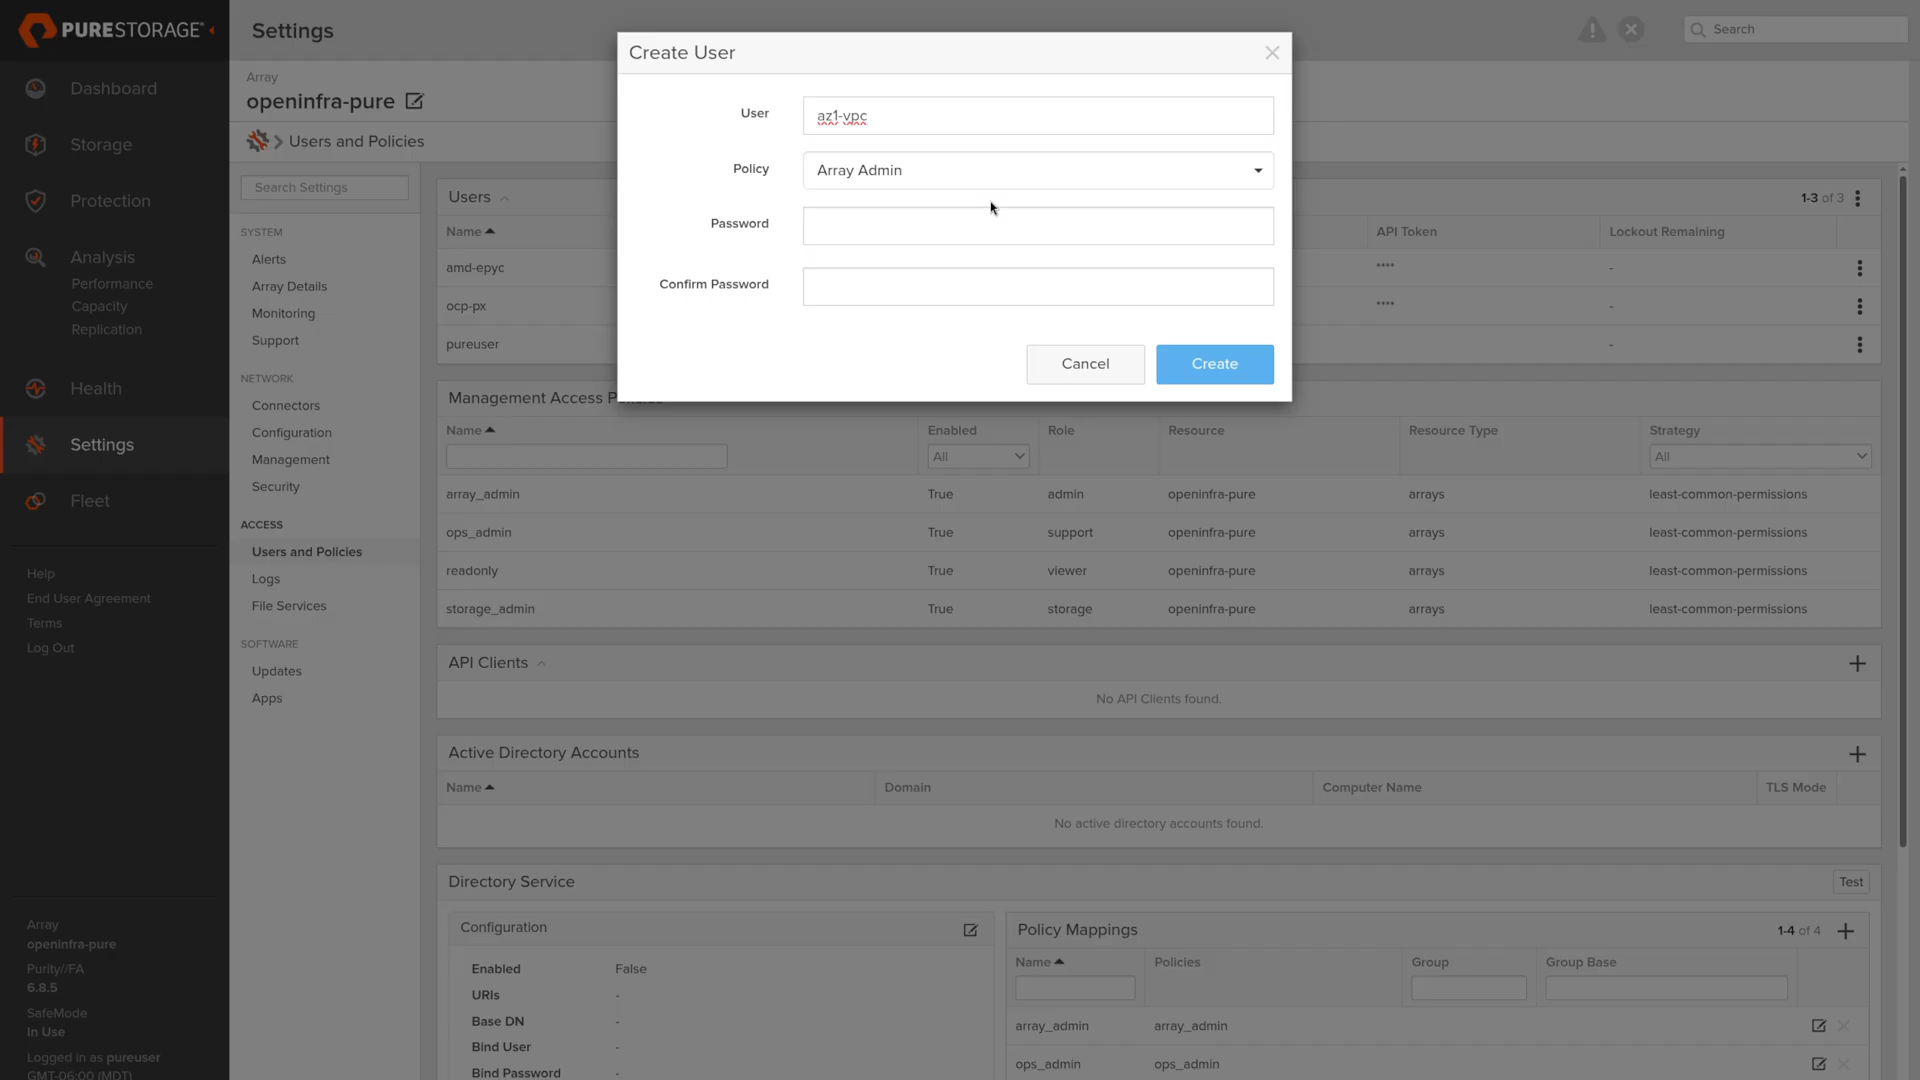 PURESTORAGE®
Settings
Search
Create User
User
az1-vpc
Policy
Array Admin
Password
Confirm Password
Cancel
Create
Dashboard
Storage
Protection
Analysis
Performance
Capacity
Replication
Health
Settings
Fleet
Help
End User Agreement
Terms
Log Out
Array
openinfra-pure
Purity//FA
6.8.5
SafeMode
In Use
Logged in as pureuser
GMT-06:00 (MDT)
Array
openinfra-pure
Users and Policies
Search Settings
SYSTEM
Alerts
Array Details
Monitoring
Support
NETWORK
Connectors
Configuration
Management
Security
ACCESS
Users and Policies
Logs
File Services
SOFTWARE
Updates
Apps
Users
1-3 of 3
Name API Token Lockout Remaining
amd-epyc **** -
ocp-px **** -
pureuser -
Management Access
Name Enabled Role Resource Resource Type Strategy
All All
array_admin True admin openinfra-pure arrays least-common-permissions
ops_admin True support openinfra-pure arrays least-common-permissions
readonly True viewer openinfra-pure arrays least-common-permissions
storage_admin True storage openinfra-pure arrays least-common-permissions
API Clients
No API Clients found.
Active Directory Accounts
Name Domain Computer Name TLS Mode
No active directory accounts found.
Directory Service
Test
Configuration
Enabled False
URIs -
Base DN -
Bind User -
Bind Password -
Policy Mappings
1-4 of 4
Name Policies Group Group Base
array_admin array_admin
ops_admin ops_admin